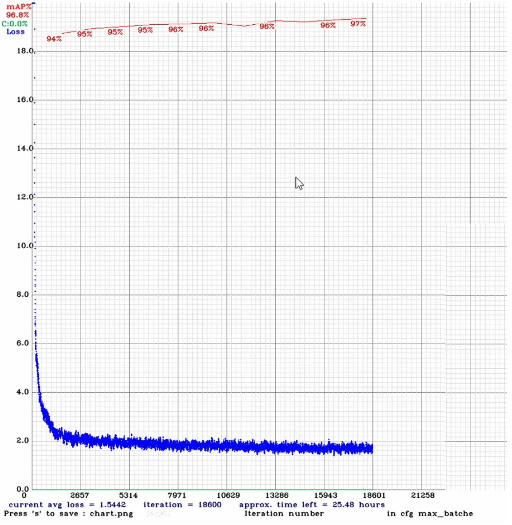 mAP%
96.8%
C:0.0%
Loss
94% 95% 95% 95% 96% 96% 96% 96% 97%
18.0
16.0
14.0
12.0
10.0
8.0
6.0
4.0
2.0
0.0
0 2657 5314 7971 10629 13286 15943 18601 21258
current avg loss = 1.5442 iteration = 18600 approx. time left = 25.48 hours
Press 's' to save : chart.png Iteration number in cfg max_batche